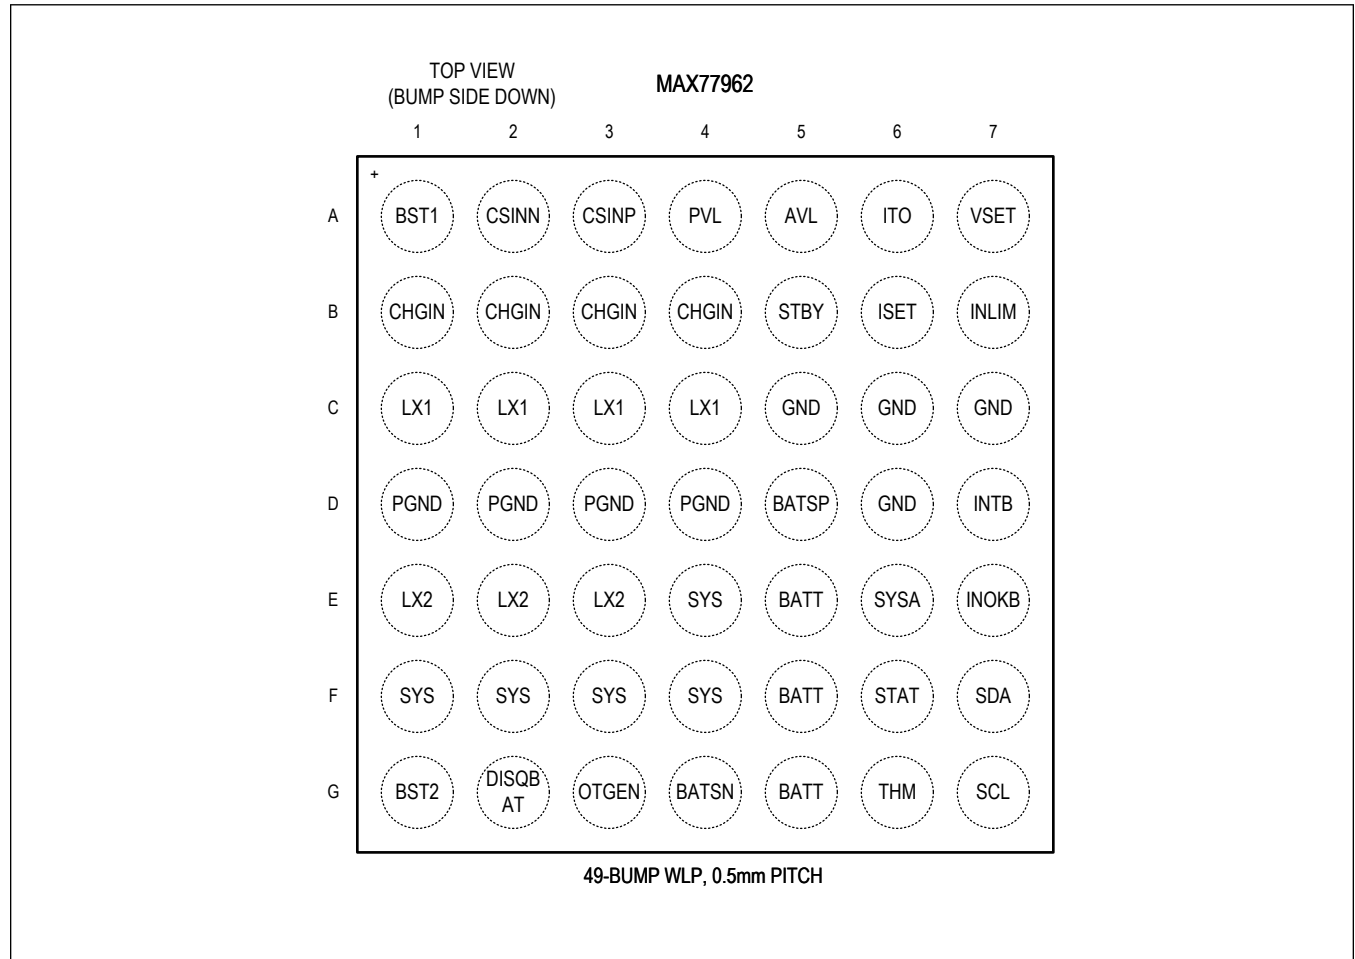 TOP VIEW
(BUMP SIDE DOWN)
MAX77962
1 2 3 4 5 6 7
+
A BST1 CSINN CSINP PVL AVL ITO VSET
B CHGIN CHGIN CHGIN CHGIN STBY ISET INLIM
C LX1 LX1 LX1 LX1 GND GND GND
D PGND PGND PGND PGND BATSP GND INTB
E LX2 LX2 LX2 SYS BATT SYSA INOKB
F SYS SYS SYS SYS BATT STAT SDA
G BST2 DISQB
AT OTGEN BATSN BATT THM SCL
49-BUMP WLP, 0.5mm PITCH